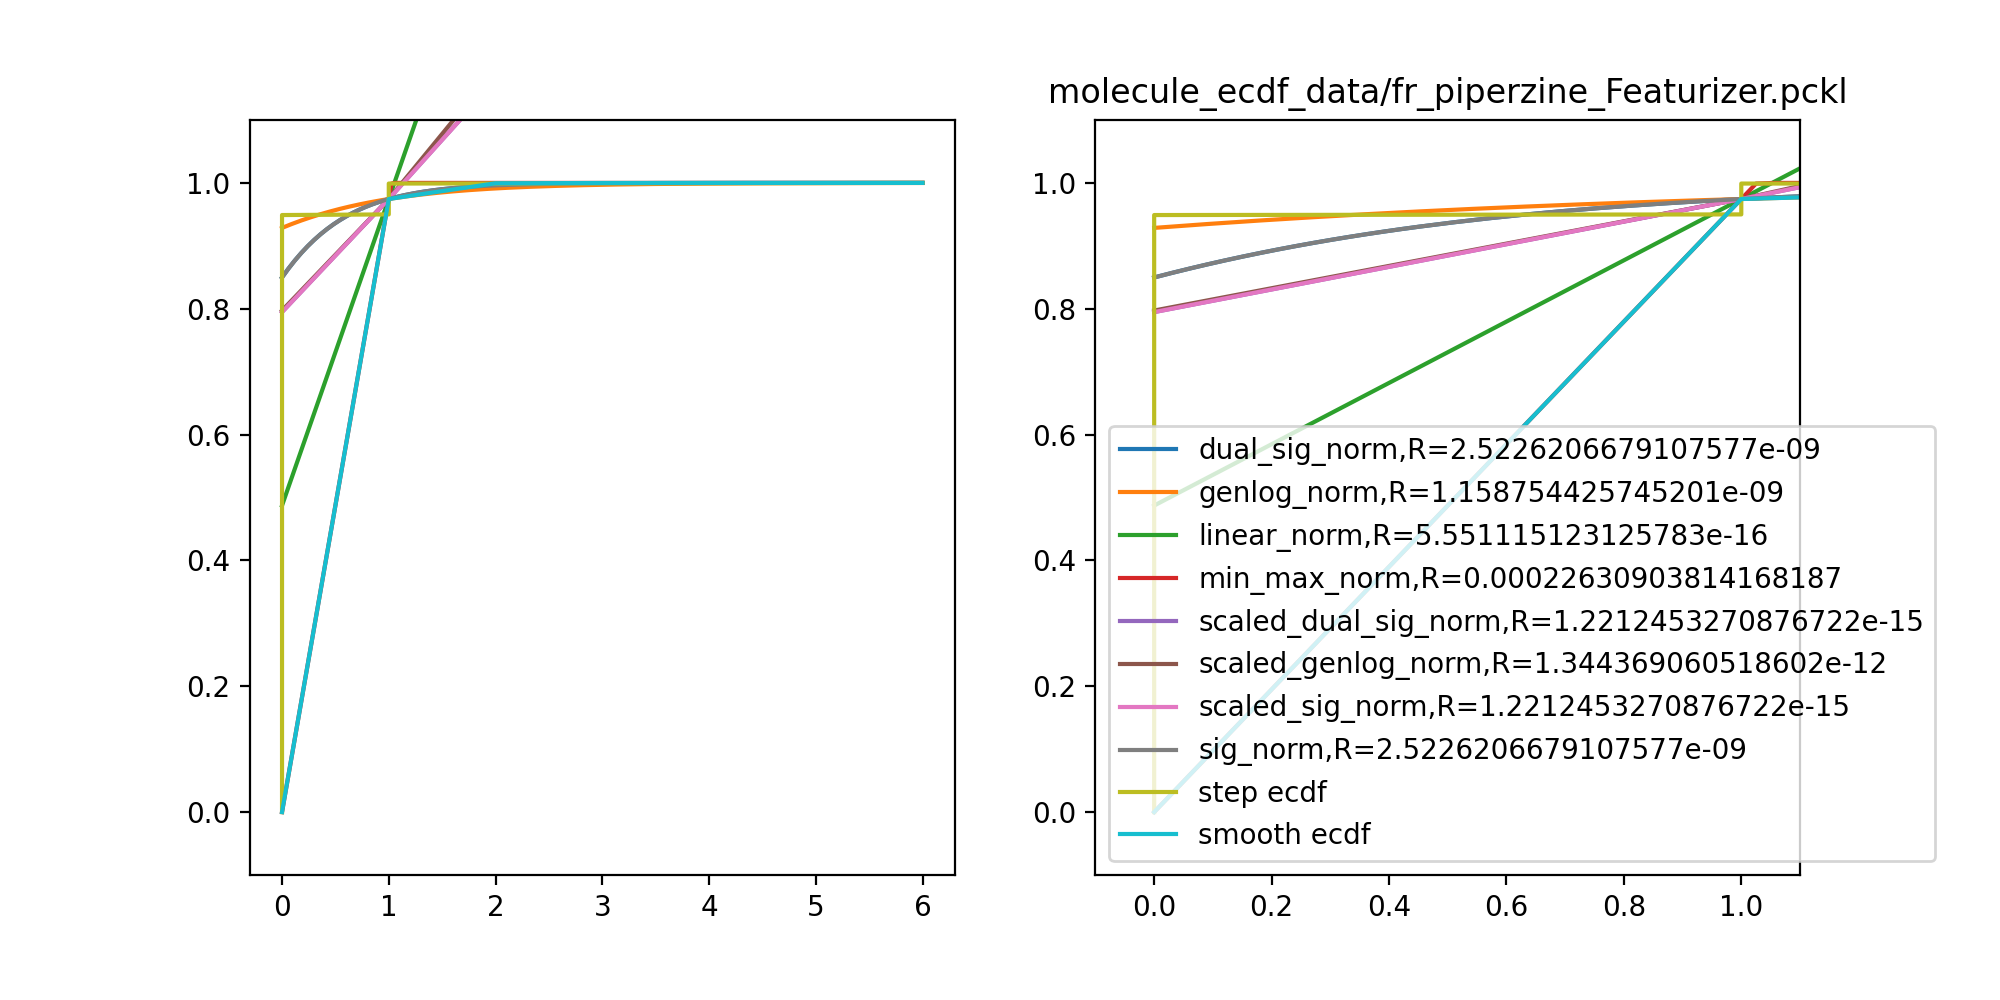 molecule_ecdf_data/fr_piperzine_Featurizer.pckl
1.0
0.8
0.6
0.4
0.2
0.0
0 1 2 3 4 5 6
1.0
0.8
0.6
0.4
0.2
0.0
dual_sig_norm,R=2.5226206679107577e-09
genlog_norm,R=1.158754425745201e-09
linear_norm,R=5.551115123125783e-16
min_max_norm,R=0.00022630903814168187
scaled_dual_sig_norm,R=1.2212453270876722e-15
scaled_genlog_norm,R=1.344369060518602e-12
scaled_sig_norm,R=1.2212453270876722e-15
sig_norm,R=2.5226206679107577e-09
step ecdf
smooth ecdf
0.0 0.2 0.4 0.6 0.8 1.0